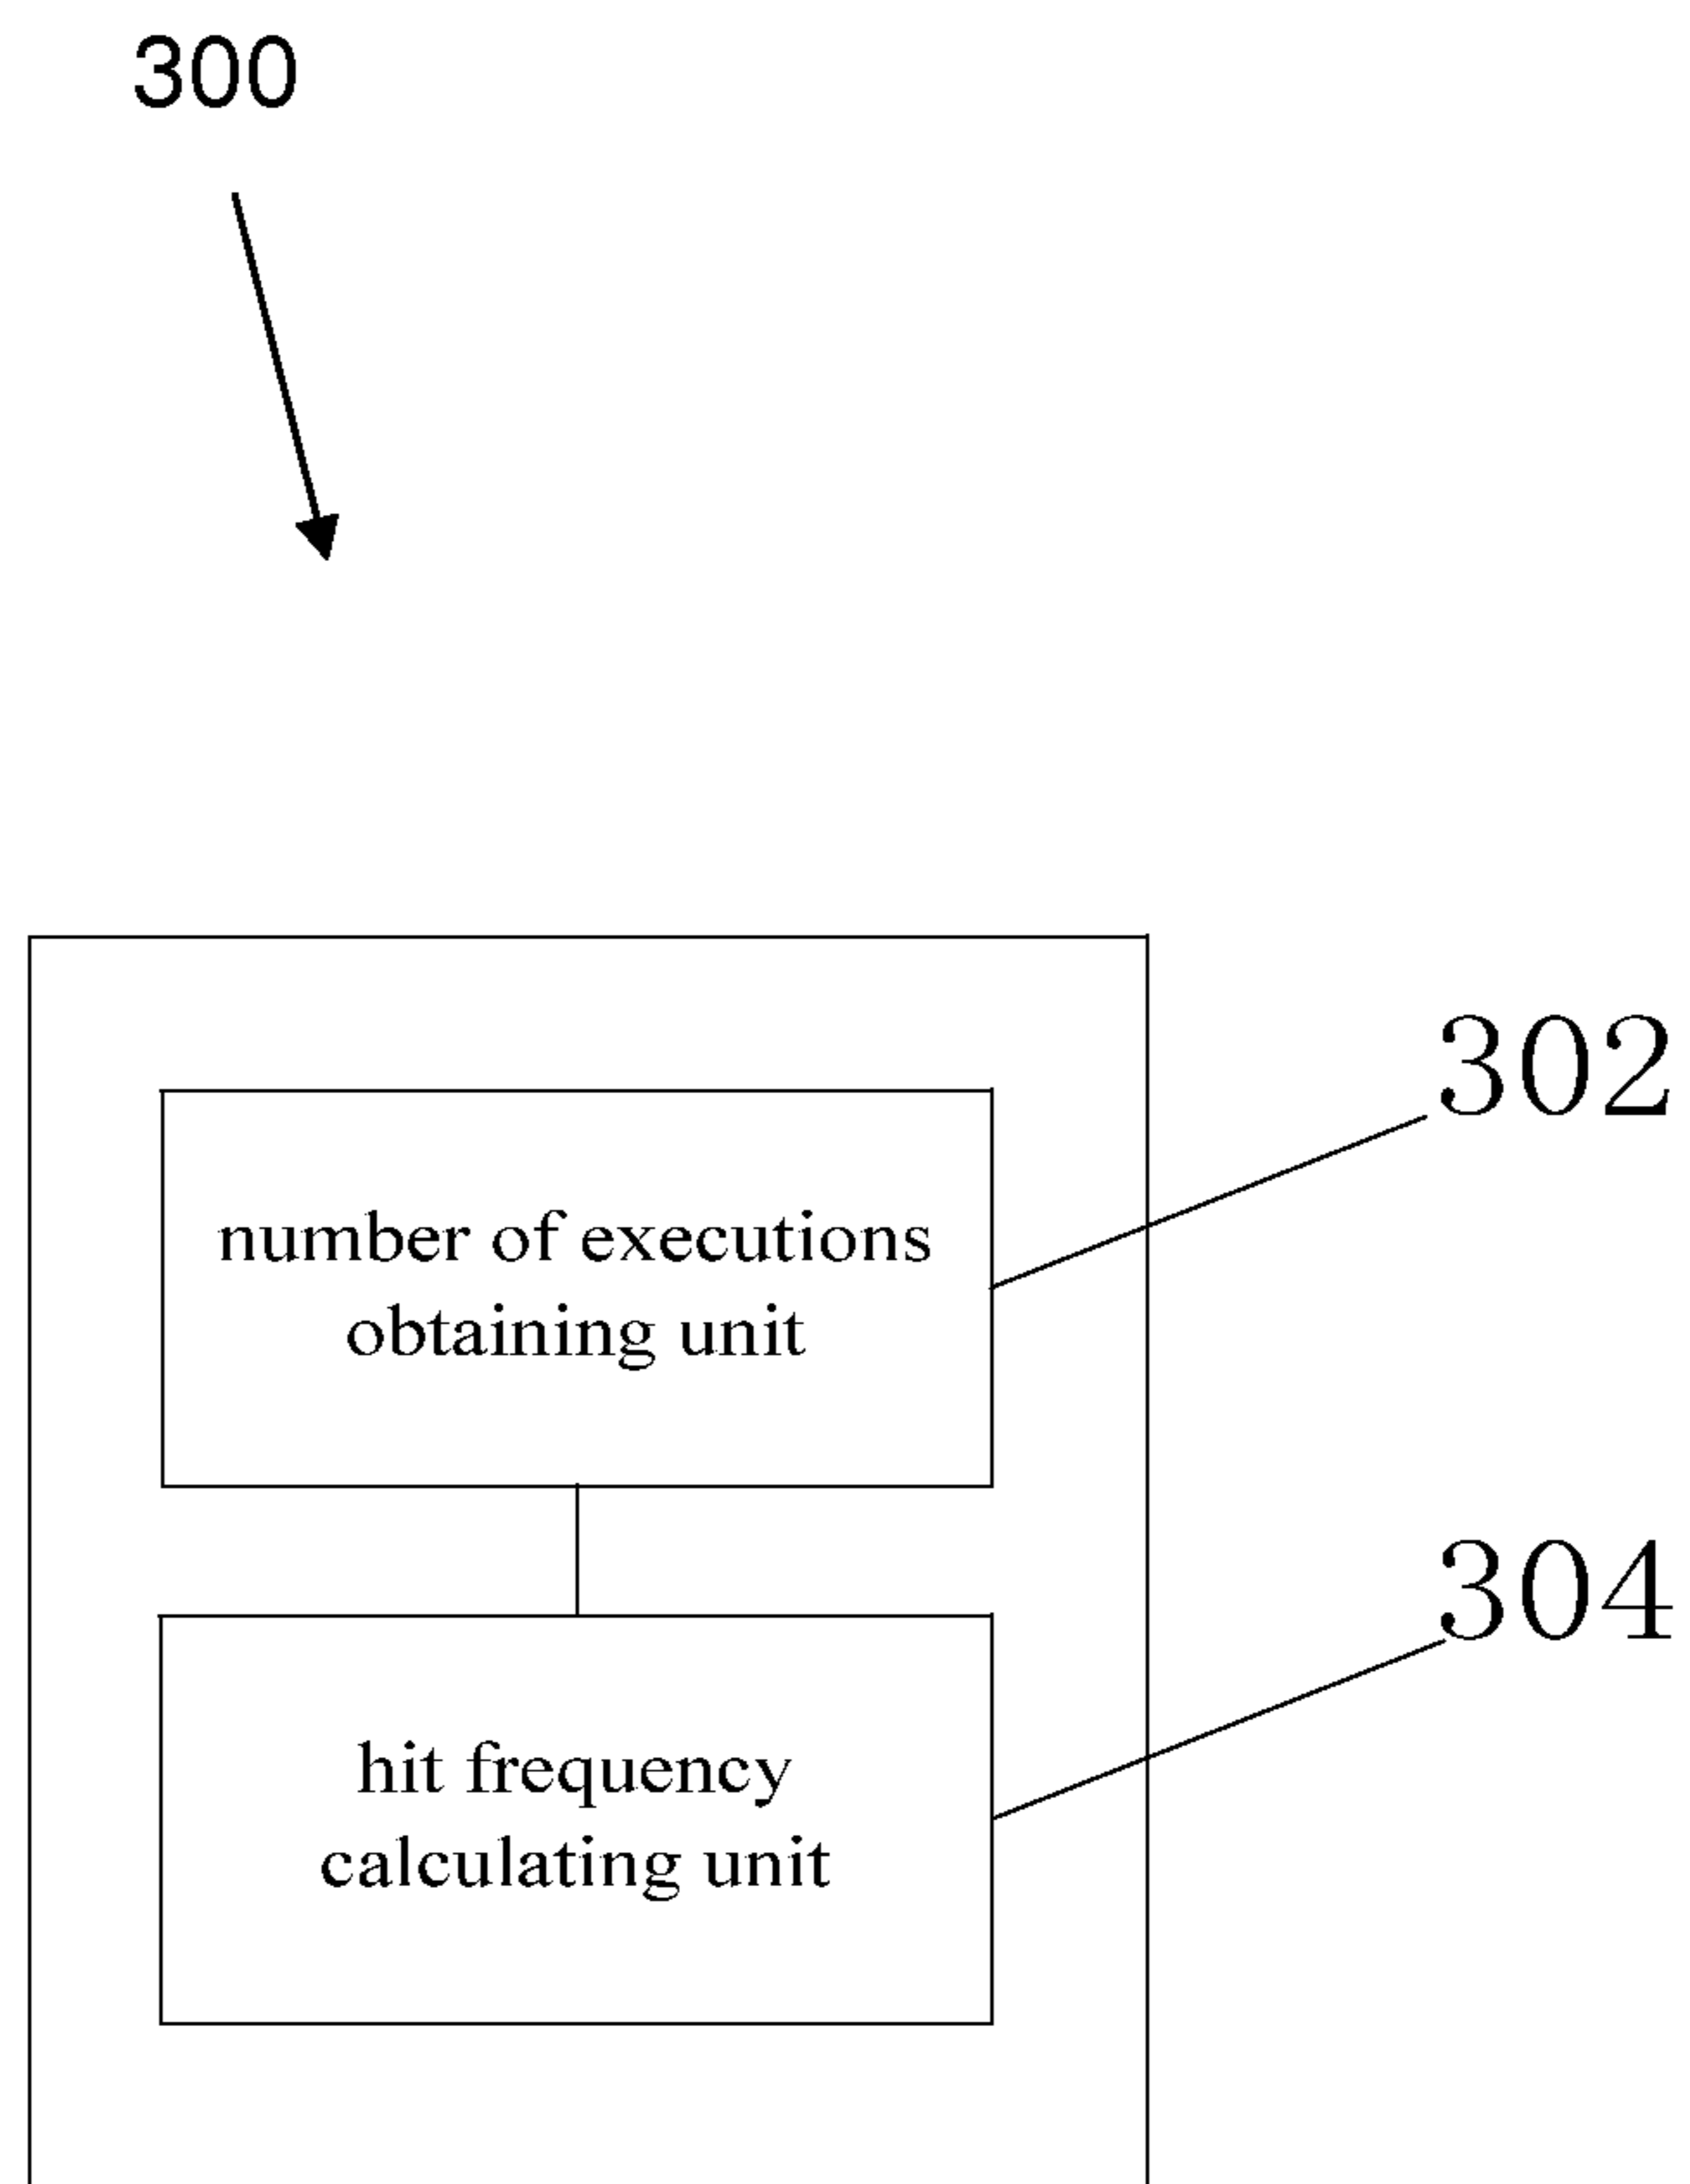 300
302
number of executions
obtaining unit
304
hit frequency
calculating unit